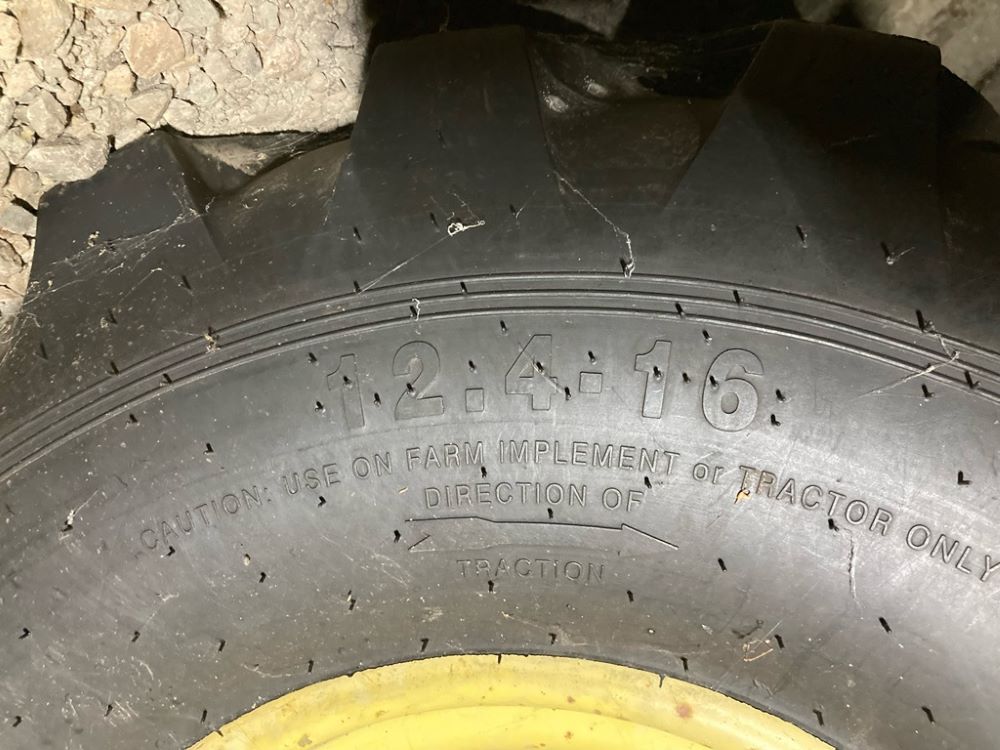 12.4-16
CAUTION: USE ON FARM IMPLEMENT or TRACTOR ONLY
DIRECTION OF
TRACTION